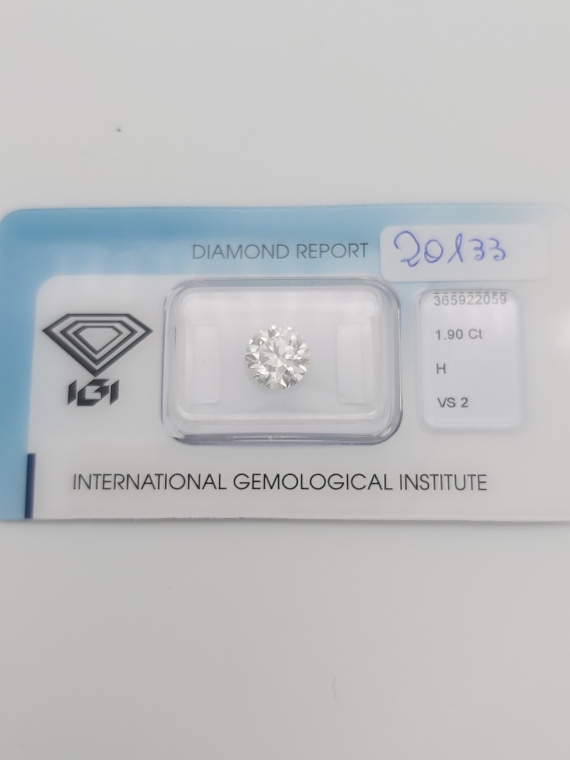 DIAMOND REPORT
20133
365922059
1.90 Ct
H
VS 2
IGI
INTERNATIONAL GEMOLOGICAL INSTITUTE